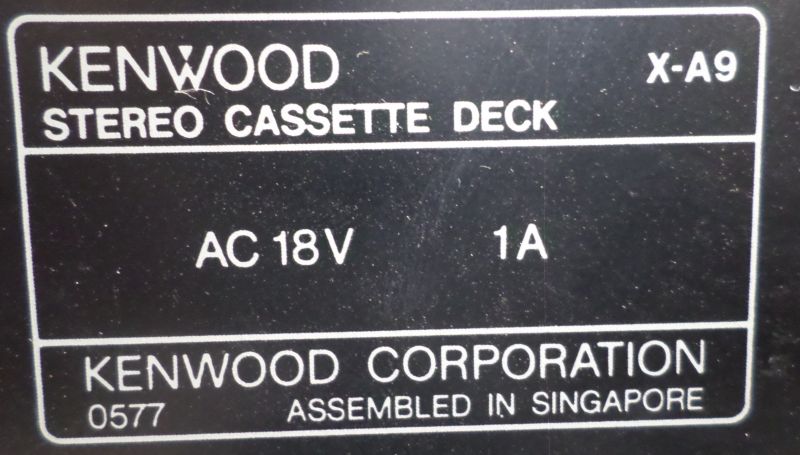 KENWOOD X-A9
STEREO CASSETTE DECK
AC 18V 1A
KENWOOD CORPORATION
0577 ASSEMBLED IN SINGAPORE